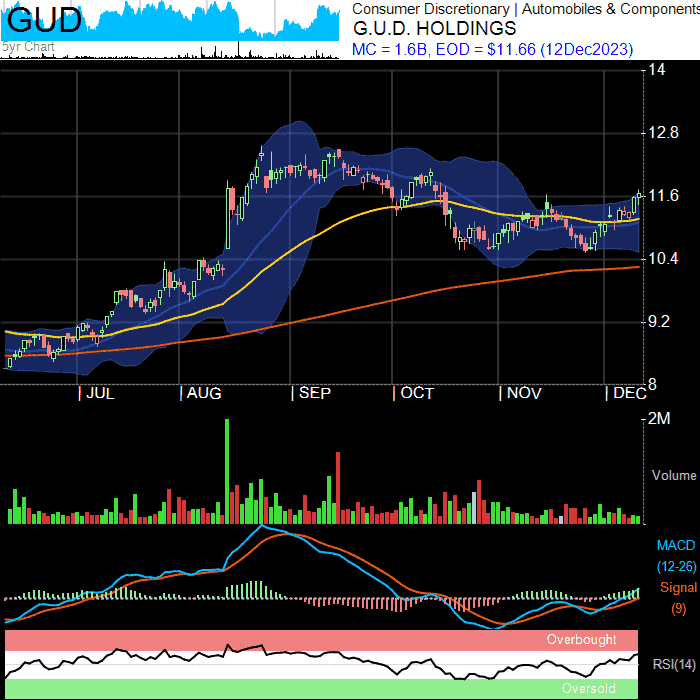 GUD
5yr Chart
Consumer Discretionary | Automobiles & Components
G.U.D. HOLDINGS
MC = 1.6B, EOD = $11.66 (12Dec2023)
14
12.8
11.6
10.4
9.2
8
|JUL |AUG |SEP |OCT |NOV |DEC
2M
Volume
MACD
(12-26)
Signal
(9)
Overbought
RSI(14)
Oversold